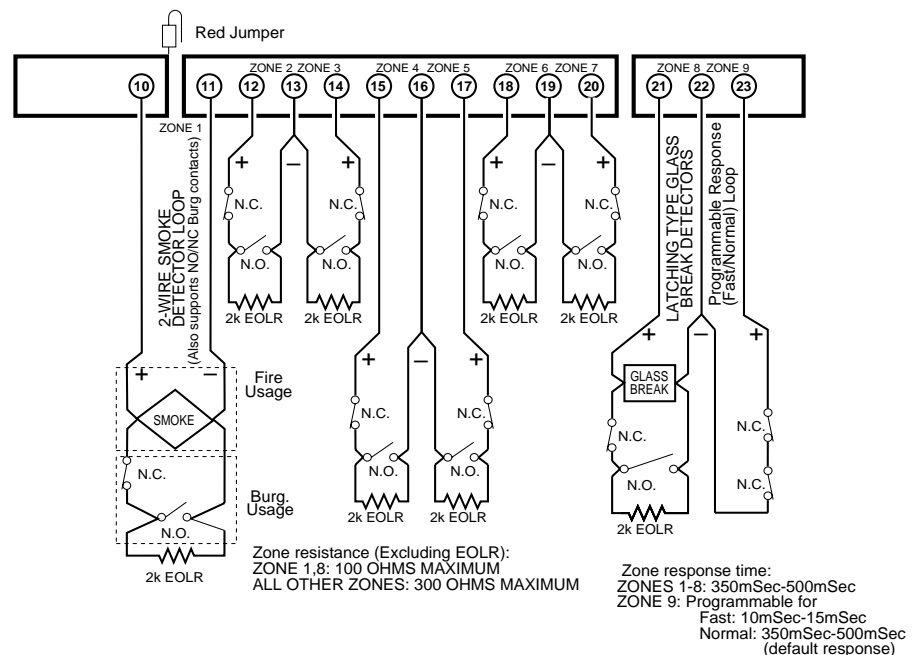 Red Jumper
ZONE 2 ZONE 3 ZONE 4 ZONE 5 ZONE 6 ZONE 7 ZONE 8 ZONE 9
10 11 12 13 14 15 16 17 18 19 20 21 22 23
ZONE 1
2-WIRE SMOKE
DETECTOR LOOP
(Also supports NO/NC Burg contacts)
+ – +
N.C. N.C.
N.O. N.O.
2k EOLR 2k EOLR
+ – +
N.C. N.C.
N.O. N.O.
2k EOLR 2k EOLR
+ – +
N.C. N.C.
N.O. N.O.
2k EOLR 2k EOLR
LATCHING TYPE GLASS
BREAK DETECTORS
Programmable Response
(Fast/Normal) Loop
+ – +
GLASS
BREAK
N.C.
N.O.
2k EOLR
N.C.
N.C.
+ –
Fire
Usage
SMOKE
N.C.
Burg.
Usage
N.O.
2k EOLR
Zone resistance (Excluding EOLR):
ZONE 1,8: 100 OHMS MAXIMUM
ALL OTHER ZONES: 300 OHMS MAXIMUM
Zone response time:
ZONES 1-8: 350mSec-500mSec
ZONE 9: Programmable for
Fast: 10mSec-15mSec
Normal: 350mSec-500mSec
(default response)